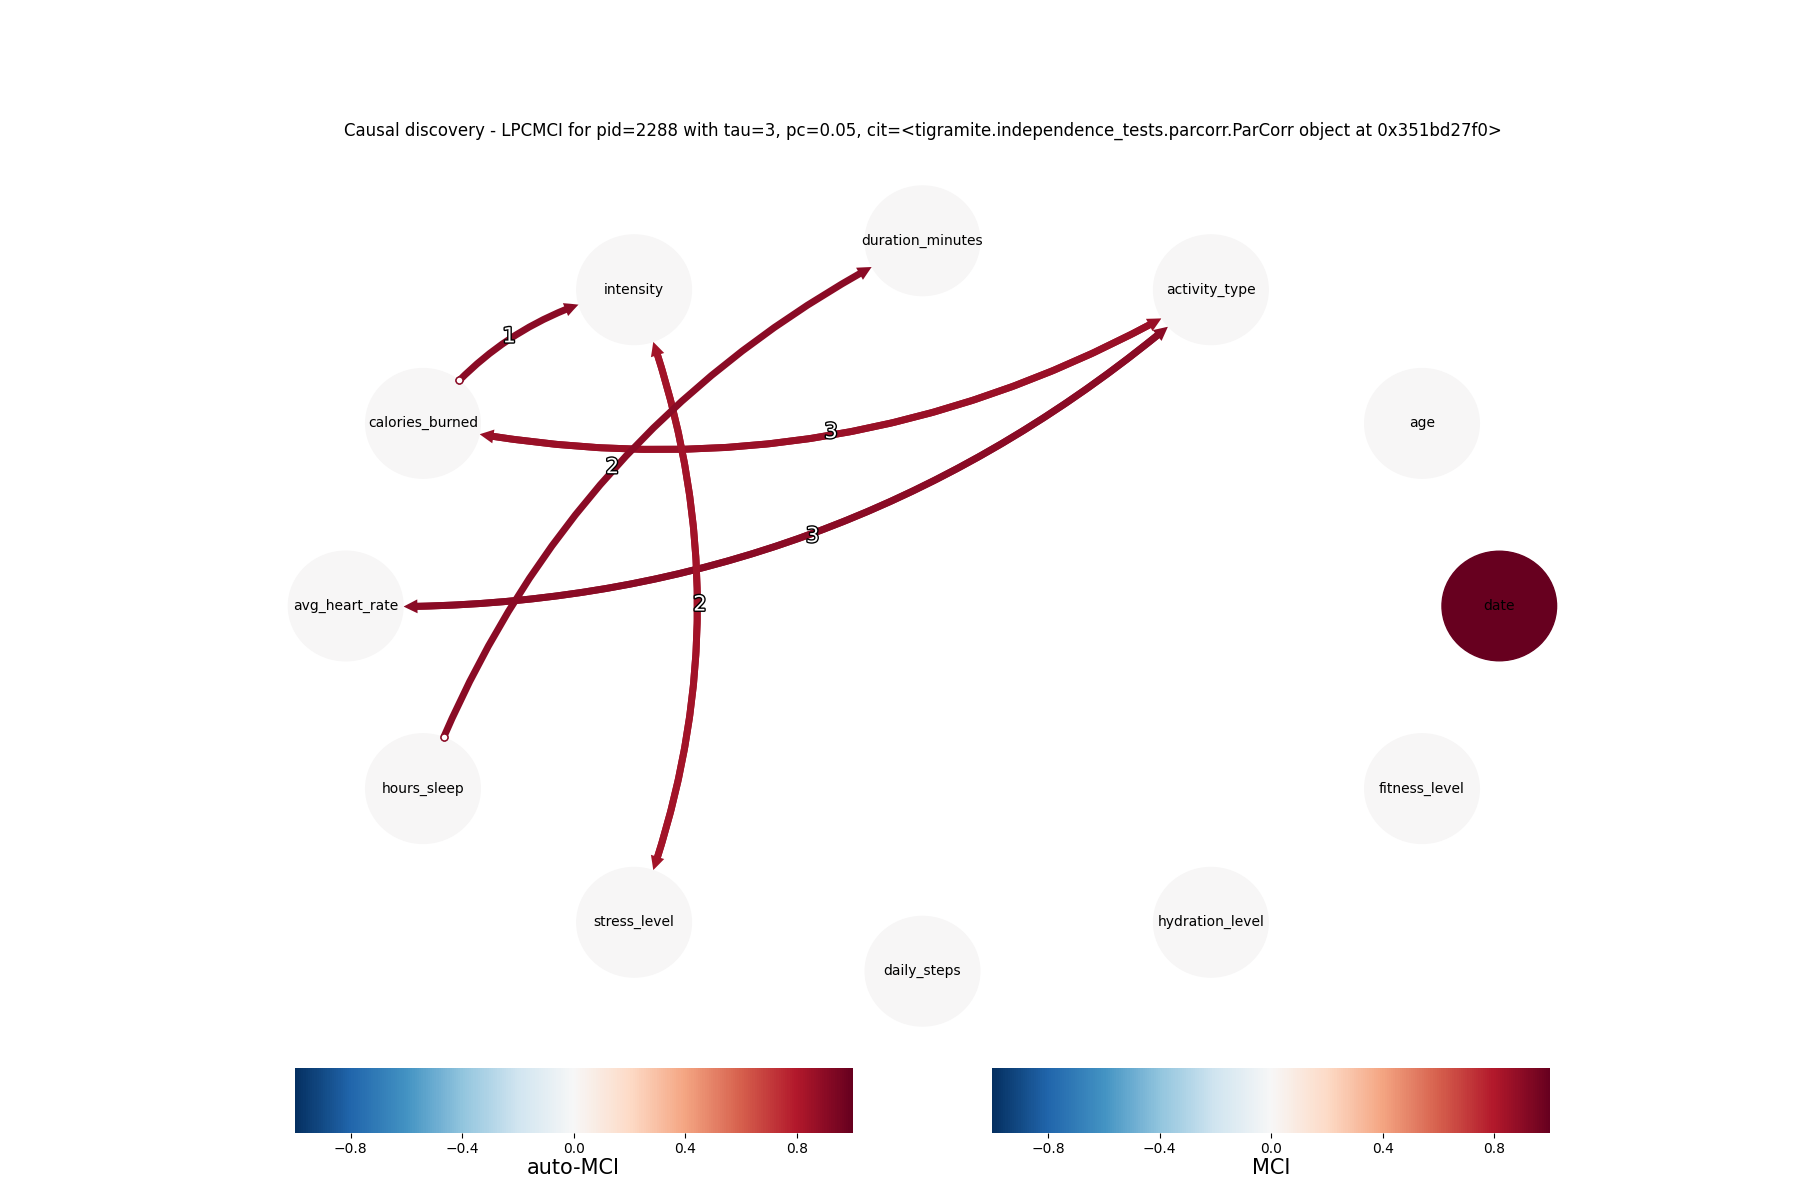 Causal discovery - LPCMCI for pid=2288 with tau=3, pc=0.05, cit=<tigramite.independence_tests.parcorr.ParCorr object at 0x351bd27f0>
duration_minutes
intensity
activity_type
1
calories_burned
age
3
2
3
avg_heart_rate
2
date
hours_sleep
fitness_level
stress_level
hydration_level
daily_steps
−0.8 −0.4 0.0 0.4 0.8
auto-MCI
−0.8 −0.4 0.0 0.4 0.8
MCI